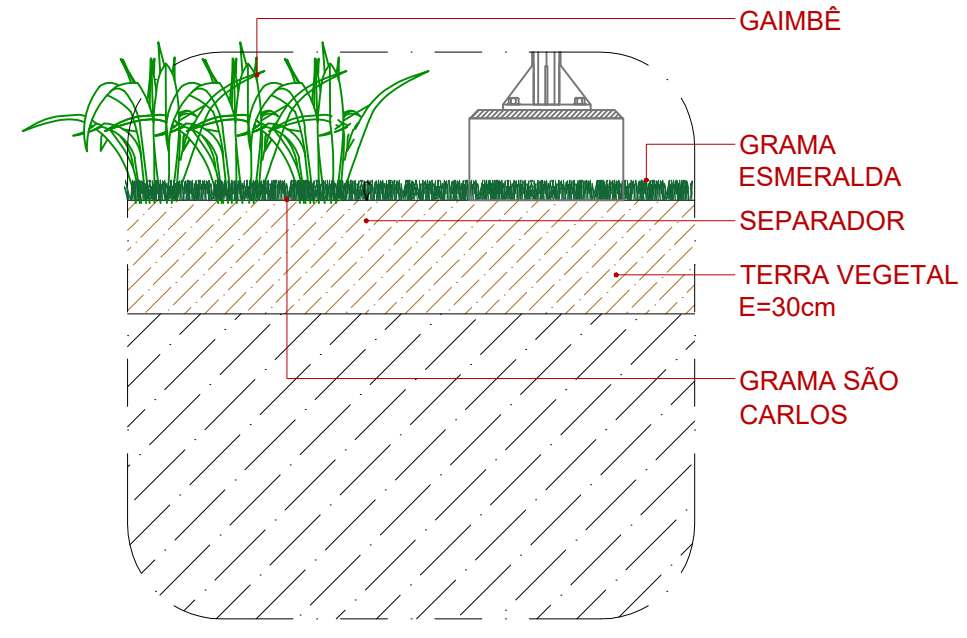 GAIMBÊ
GRAMA
ESMERALDA
SEPARADOR
TERRA VEGETAL
E=30cm
GRAMA SÃO
CARLOS